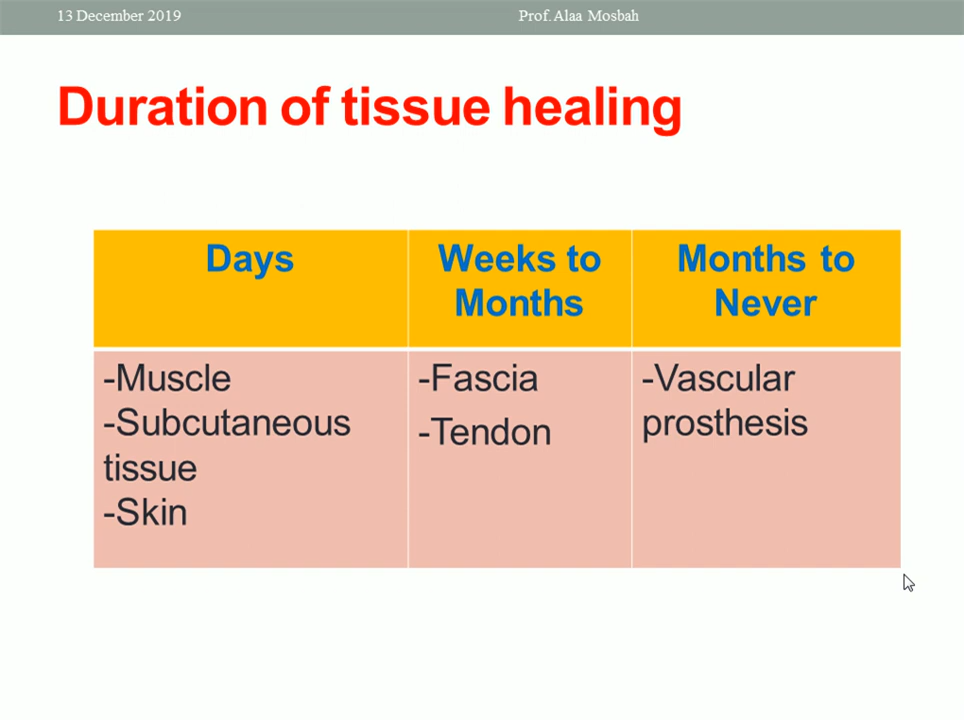 13 December 2019
Prof. Alaa Mosbah
Duration of tissue healing
Days
Weeks to
Months
Months to
Never
-Muscle
-Subcutaneous
tissue
-Skin
-Fascia
-Tendon
-Vascular
prosthesis